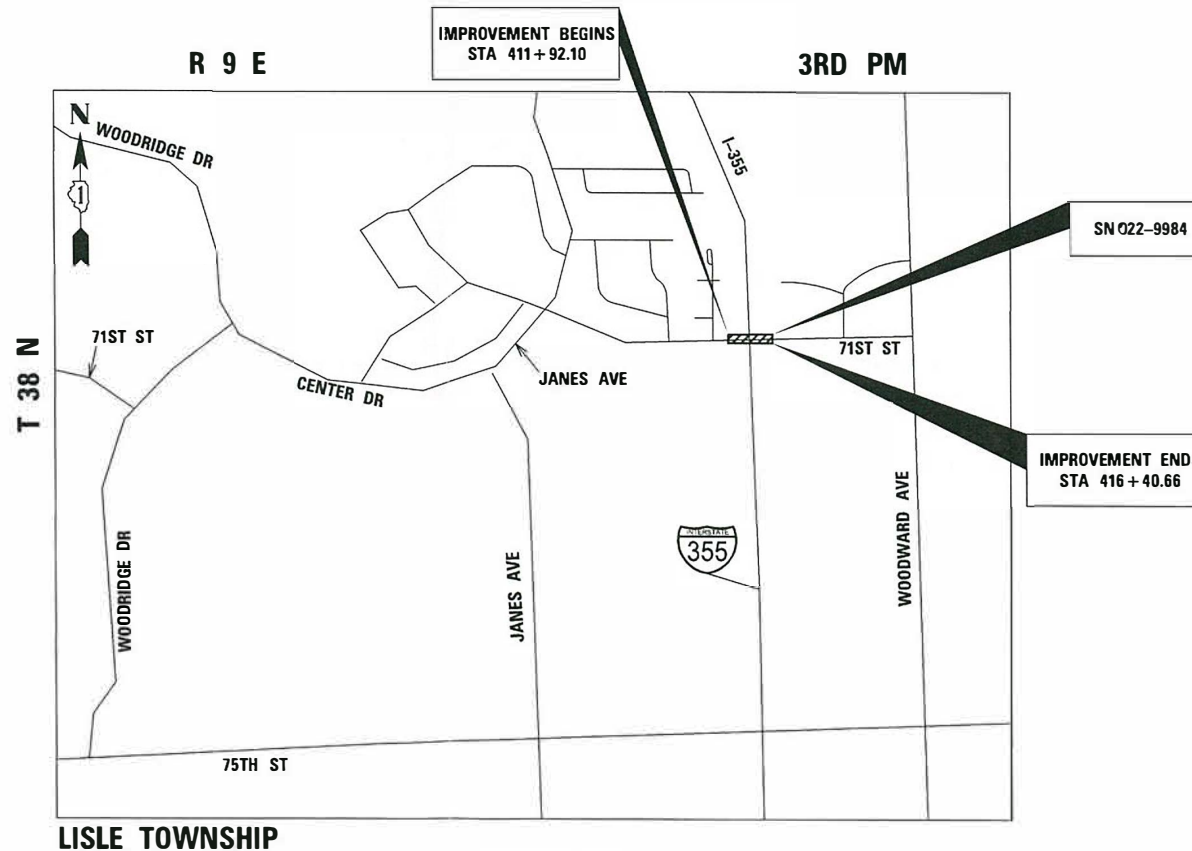 IMPROVEMENT BEGINS
STA 411+92.10
R 9 E
3RD PM
N
WOODRIDGE DR
I-355
1
SN 022-9984
71ST ST
71ST ST
T 38 N
JANES AVE
CENTER DR
IMPROVEMENT END
STA 416+40.66
INTERSTATE
355
WOODWARD AVE
WOODRIDGE DR
JANES AVE
75TH ST
LISLE TOWNSHIP